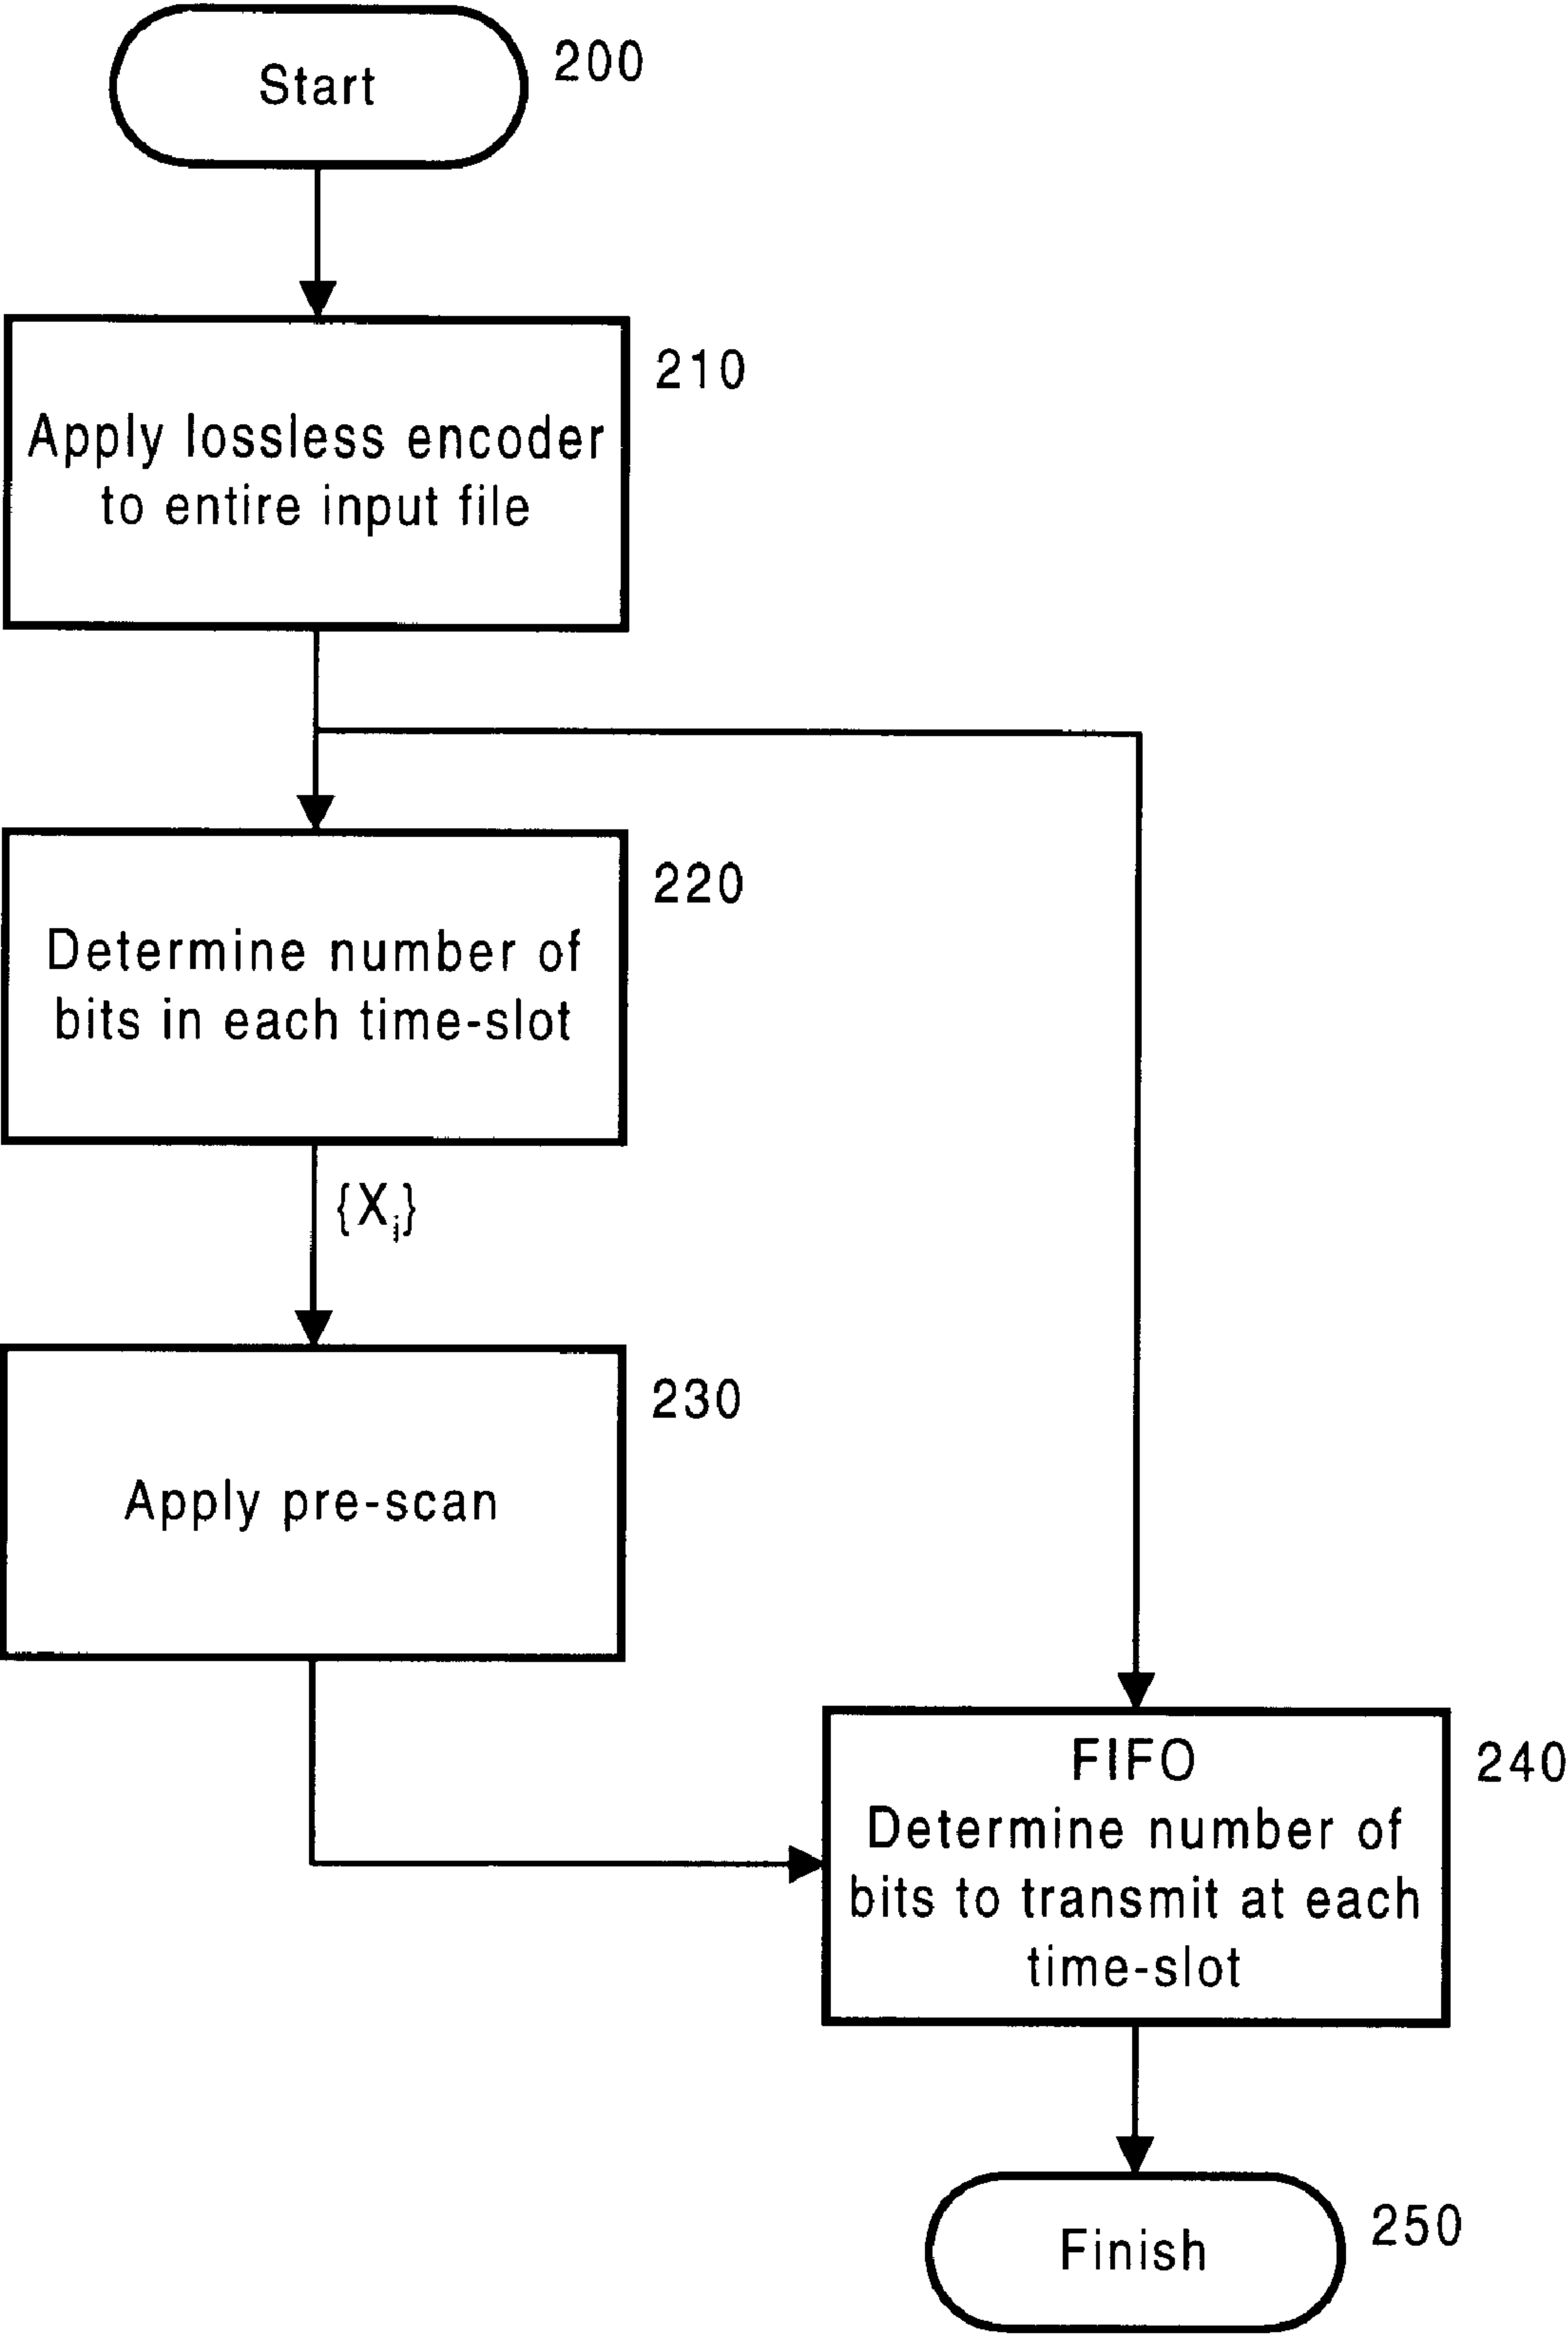 Start
200
210
Apply lossless encoder
to entire input file
220
Determine number of
bits in each time-slot
{Xi}
230
Apply pre-scan
FIFO
240
Determine number of
bits to transmit at each
time-slot
Finish
250